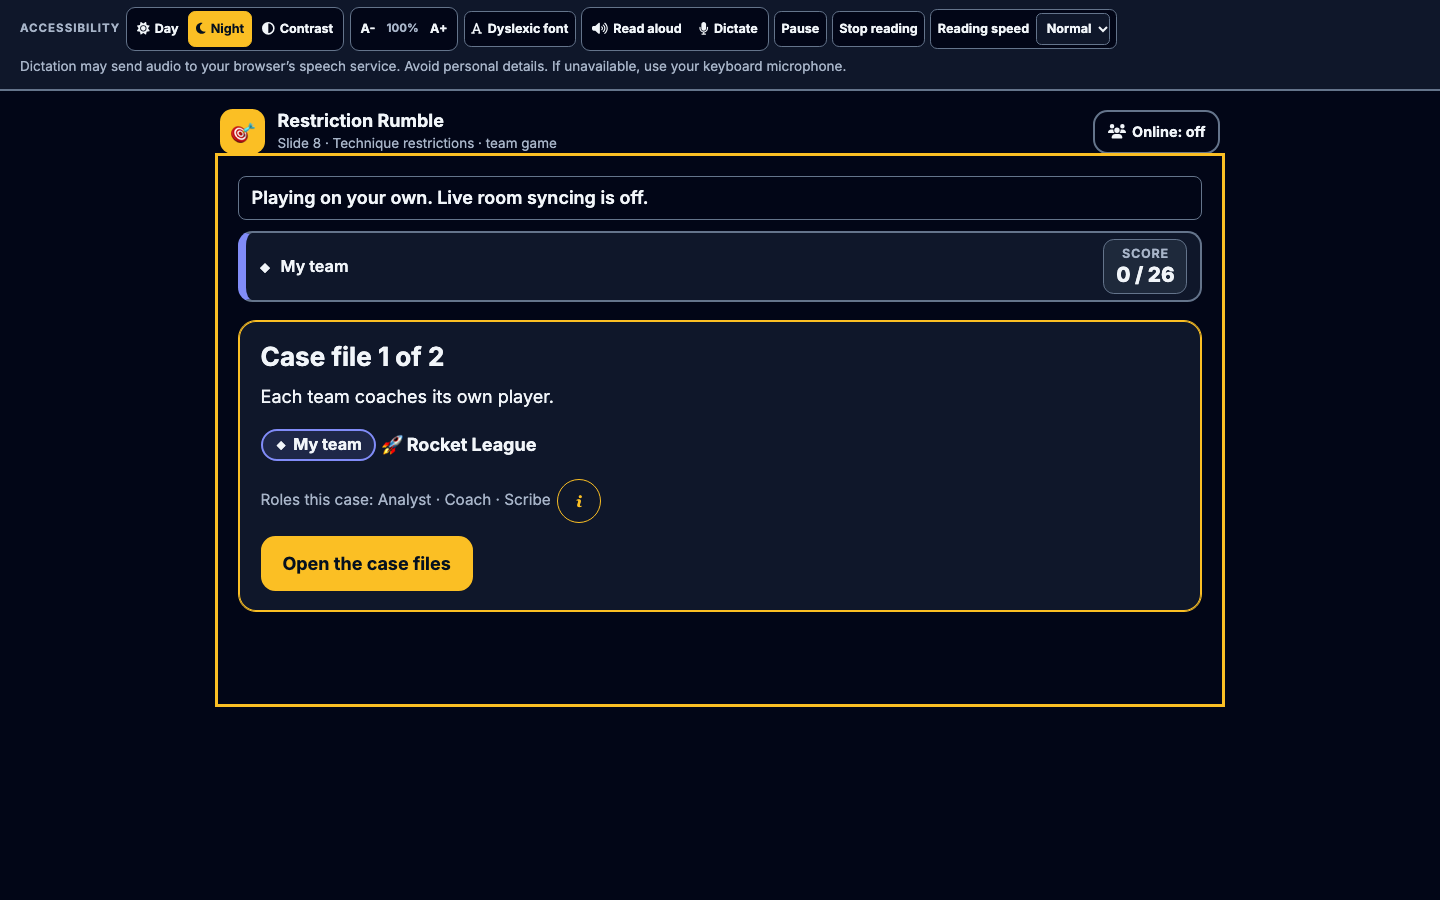 ACCESSIBILITY Day Night Contrast A- 100% A+ A Dyslexic font Read aloud Dictate Pause Stop reading Reading speed Normal
Dictation may send audio to your browser’s speech service. Avoid personal details. If unavailable, use your keyboard microphone.
Restriction Rumble
Slide 8 · Technique restrictions · team game
Online: off
Playing on your own. Live room syncing is off.
My team
SCORE
0 / 26
Case file 1 of 2
Each team coaches its own player.
My team Rocket League
Roles this case: Analyst · Coach · Scribe i
Open the case files